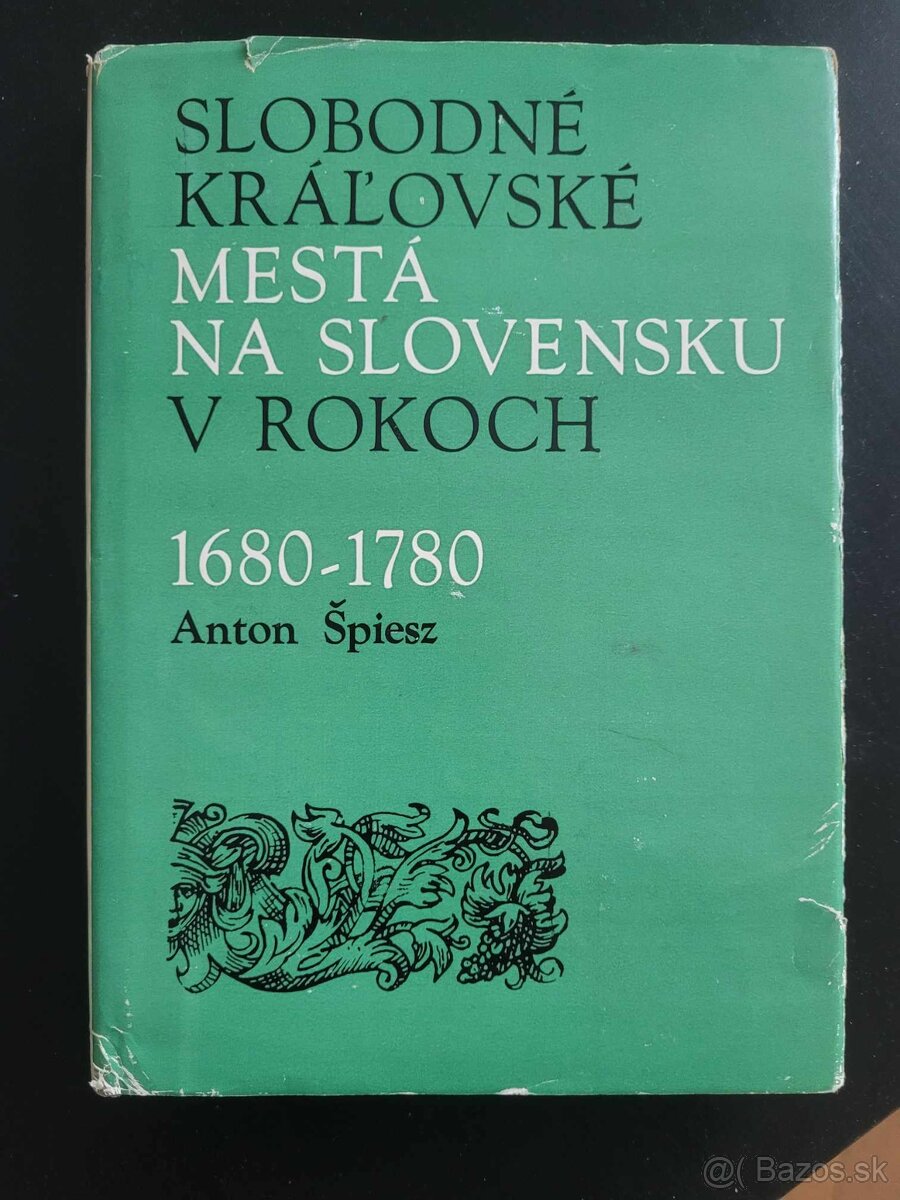 SLOBODNÉ
KRÁĽOVSKÉ
MESTÁ
NA SLOVENSKU
V ROKOCH
1680-1780
Anton Špiesz
@( Bazos.sk